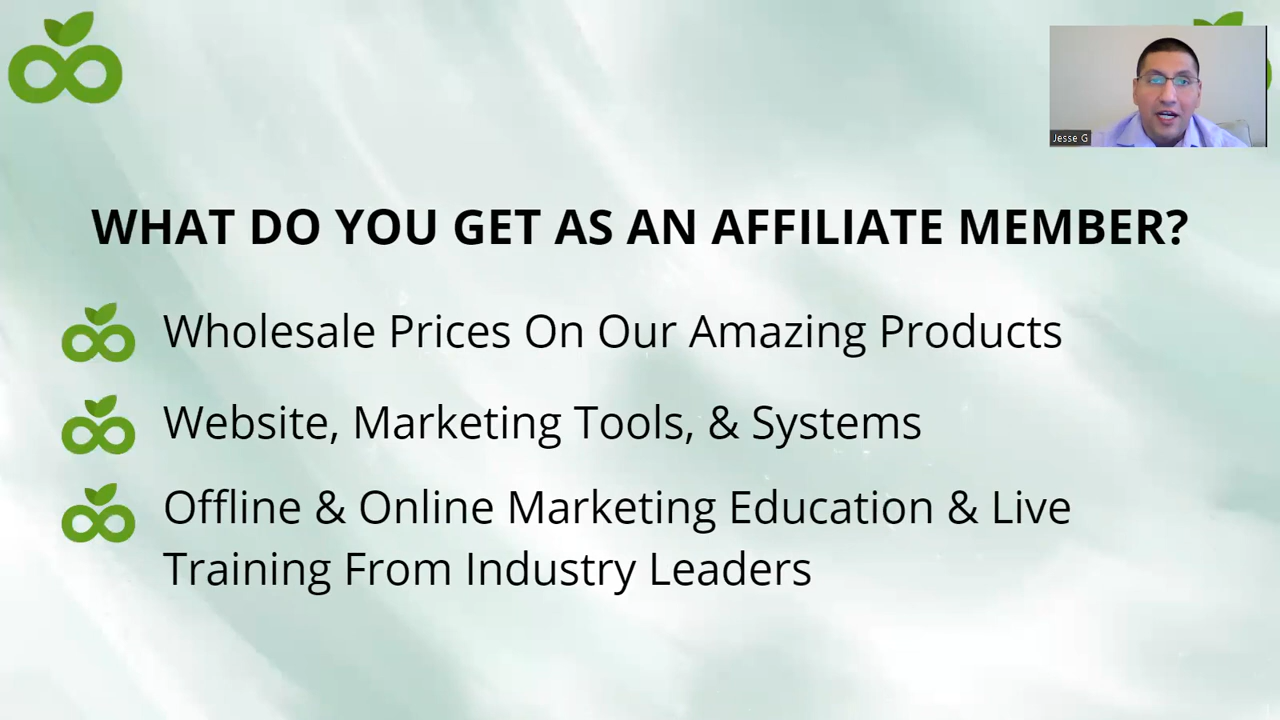 Jesse G
WHAT DO YOU GET AS AN AFFILIATE MEMBER?
Wholesale Prices On Our Amazing Products
Website, Marketing Tools, & Systems
Offline & Online Marketing Education & Live
Training From Industry Leaders